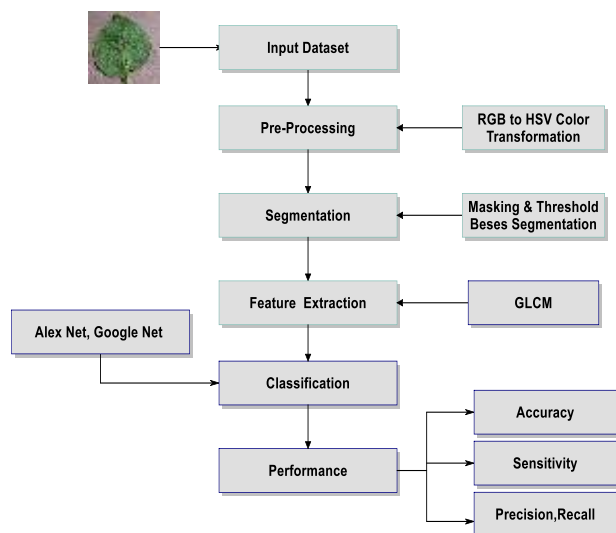 Input Dataset
Pre-Processing
RGB to HSV Color
Transformation
Segmentation
Masking & Threshold
Beses Segmentation
Feature Extraction
GLCM
Alex Net, Google Net
Classification
Accuracy
Performance
Sensitivity
Precision,Recall